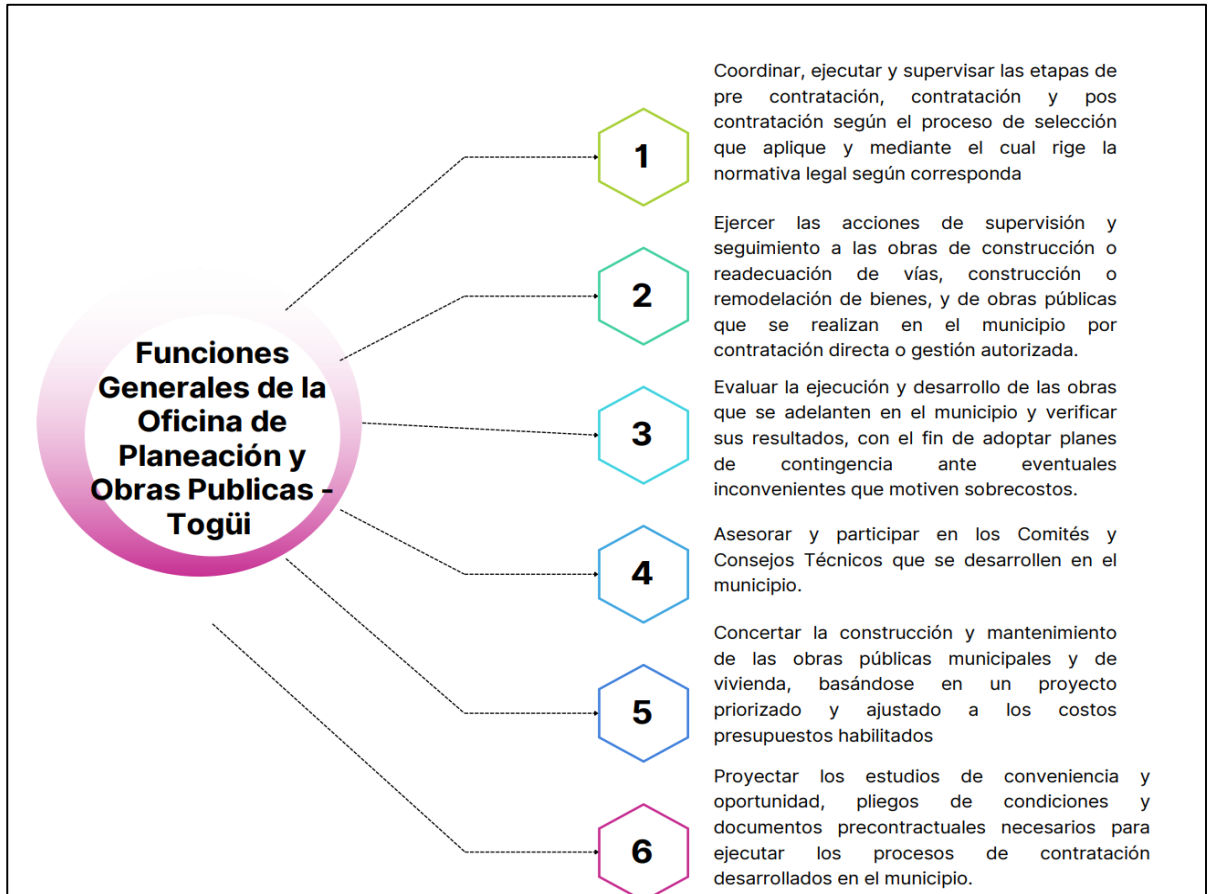 Funciones
Generales de la
Oficina de
Planeación y
Obras Publicas -
Togüi
1
Coordinar, ejecutar y supervisar las etapas de
pre contratación, contratación y pos
contratación según el proceso de selección
que aplique y mediante el cual rige la
normativa legal según corresponda
2
Ejercer las acciones de supervisión y
seguimiento a las obras de construcción o
readecuación de vías, construcción o
remodelación de bienes, y de obras públicas
que se realizan en el municipio por
contratación directa o gestión autorizada.
3
Evaluar la ejecución y desarrollo de las obras
que se adelanten en el municipio y verificar
sus resultados, con el fin de adoptar planes
de contingencia ante eventuales
inconvenientes que motiven sobrecostos.
4
Asesorar y participar en los Comités y
Consejos Técnicos que se desarrollen en el
municipio.
5
Concertar la construcción y mantenimiento
de las obras públicas municipales y de
vivienda, basándose en un proyecto
priorizado y ajustado a los costos
presupuestos habilitados
6
Proyectar los estudios de conveniencia y
oportunidad, pliegos de condiciones y
documentos precontractuales necesarios para
ejecutar los procesos de contratación
desarrollados en el municipio.